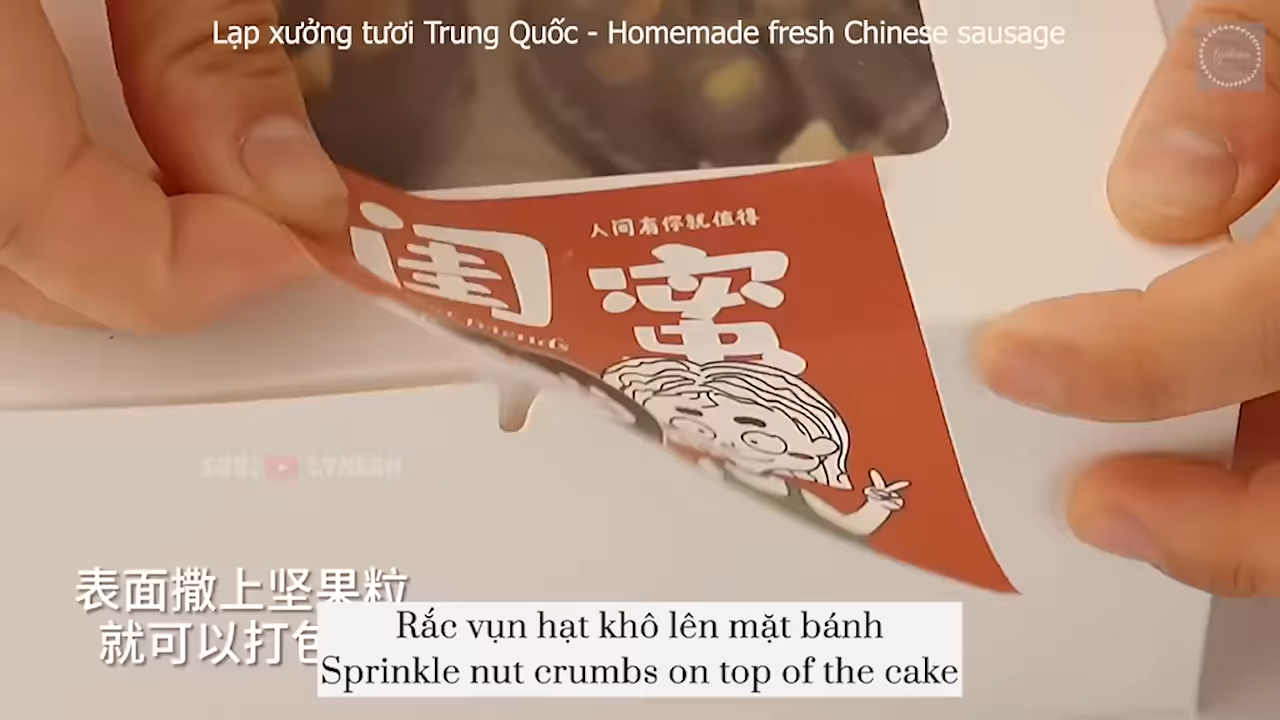 Lạp xưởng tươi Trung Quốc - Homemade fresh Chinese sausage
人间有你就值得
闺蜜
表面撒上坚果粒
就可以打包
Rắc vụn hạt khô lên mặt bánh
Sprinkle nut crumbs on top of the cake